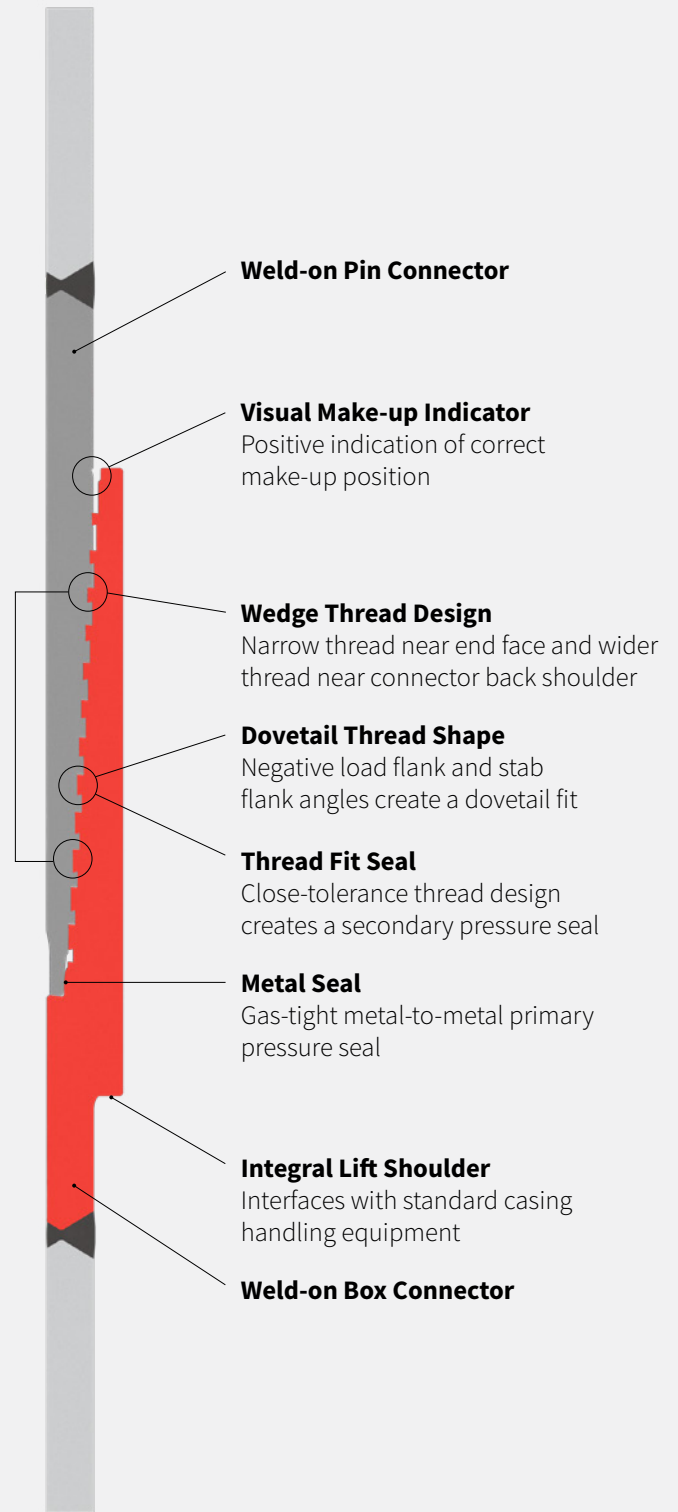 Weld-on Pin Connector
Visual Make-up Indicator
Positive indication of correct
make-up position
Wedge Thread Design
Narrow thread near end face and wider
thread near connector back shoulder
Dovetail Thread Shape
Negative load flank and stab
flank angles create a dovetail fit
Thread Fit Seal
Close-tolerance thread design
creates a secondary pressure seal
Metal Seal
Gas-tight metal-to-metal primary
pressure seal
Integral Lift Shoulder
Interfaces with standard casing
handling equipment
Weld-on Box Connector